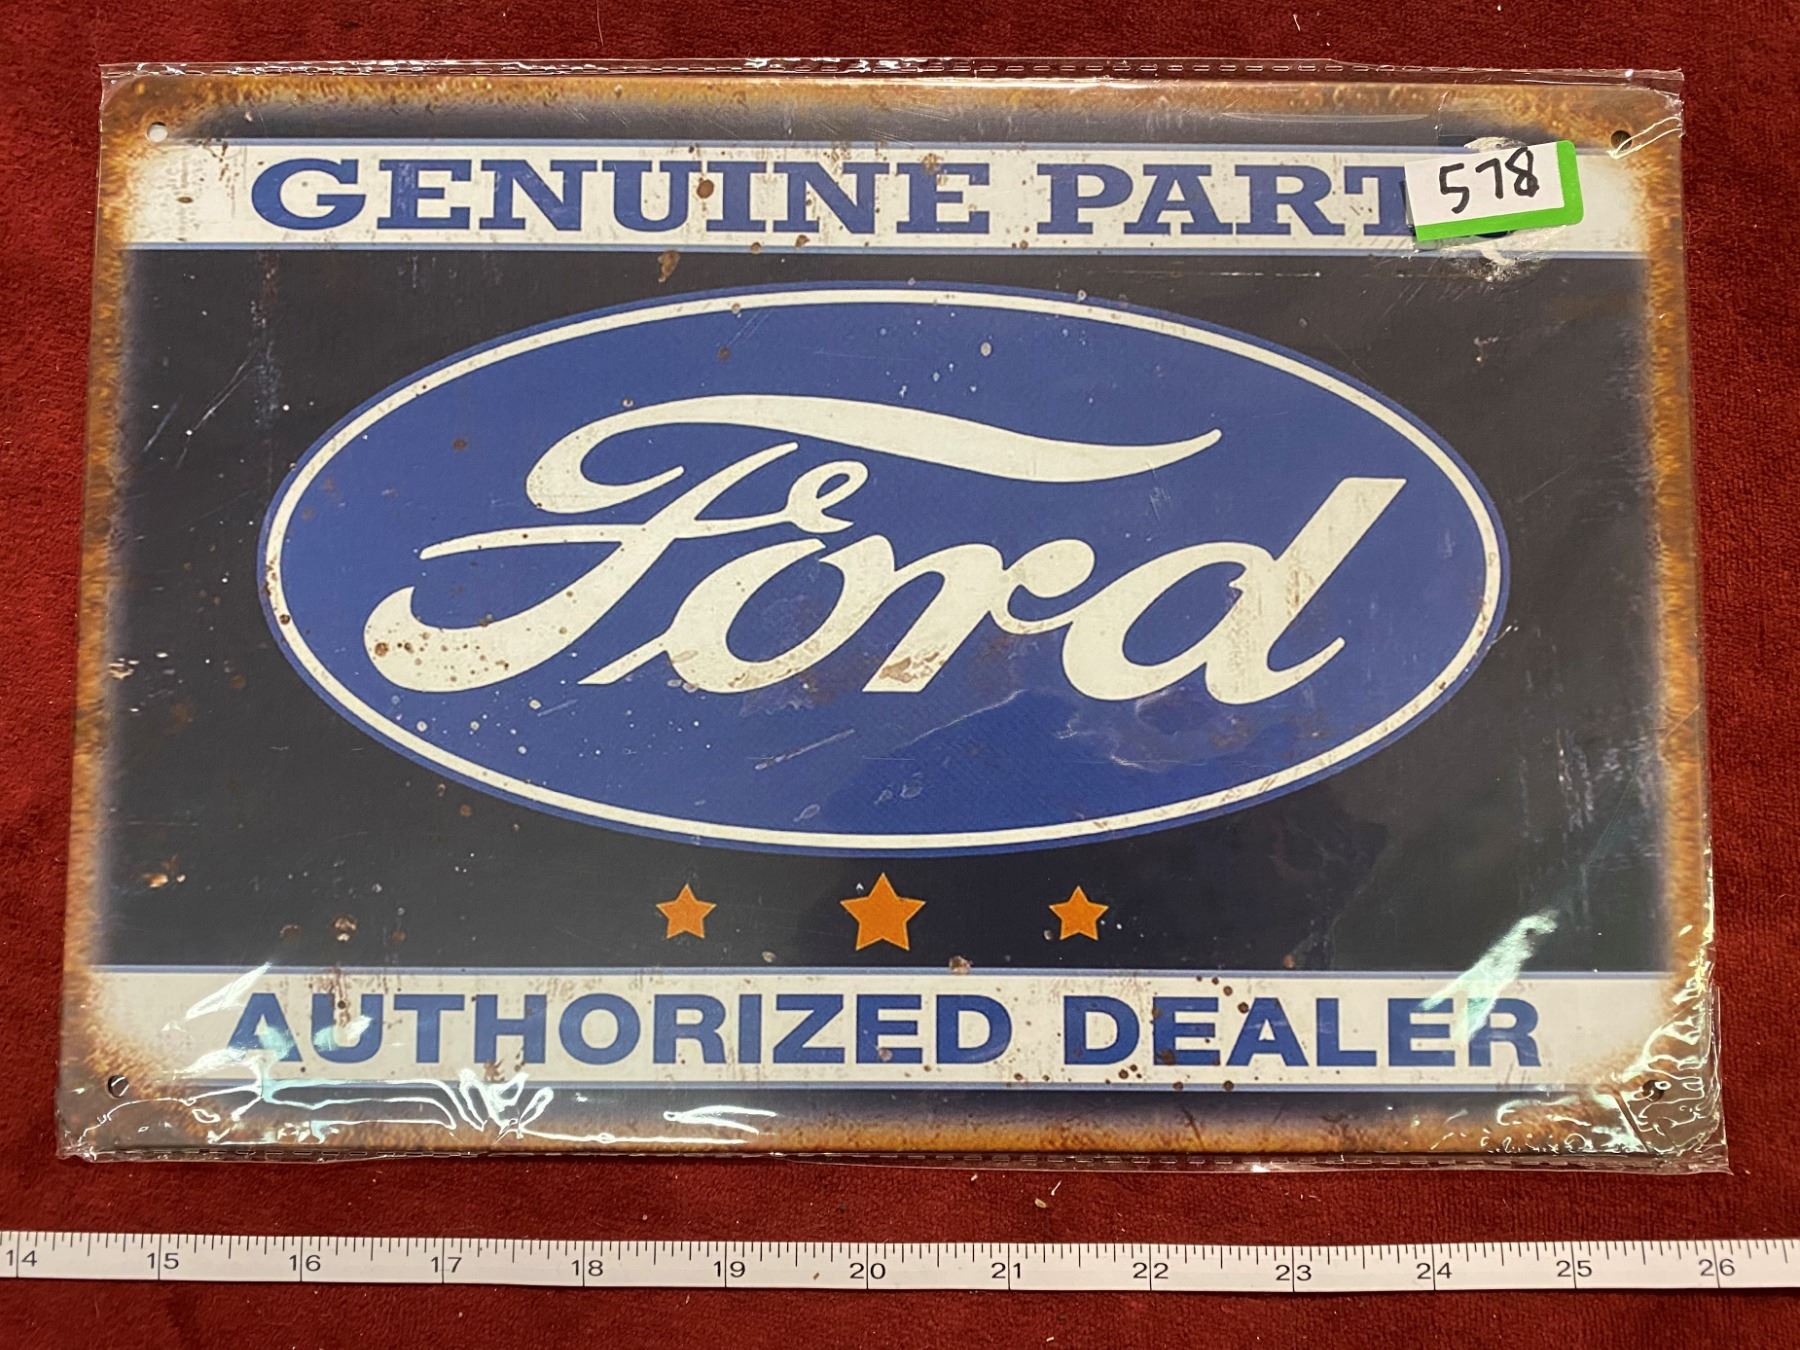 GENUINE PART
578
Ford
AUTHORIZED DEALER
14 15 16 17 18 19 20 21 22 23 24 25 26